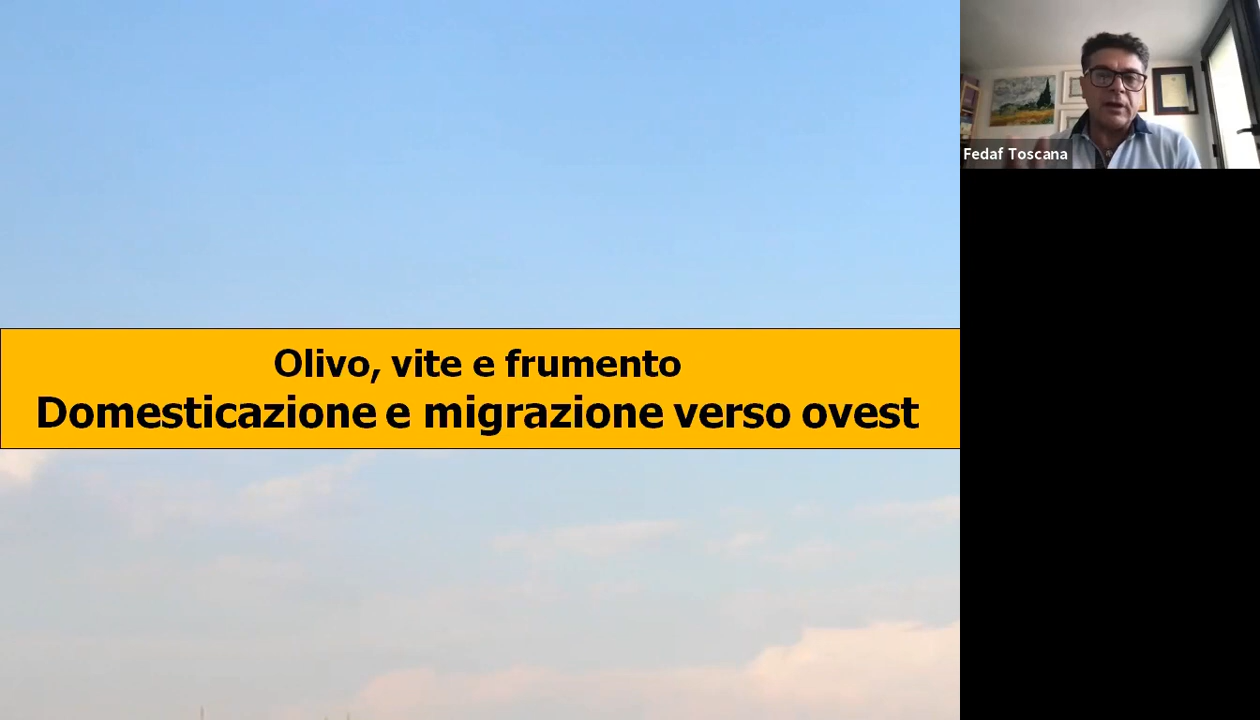 Olivo, vite e frumento
Domesticazione e migrazione verso ovest
Fedaf Toscana